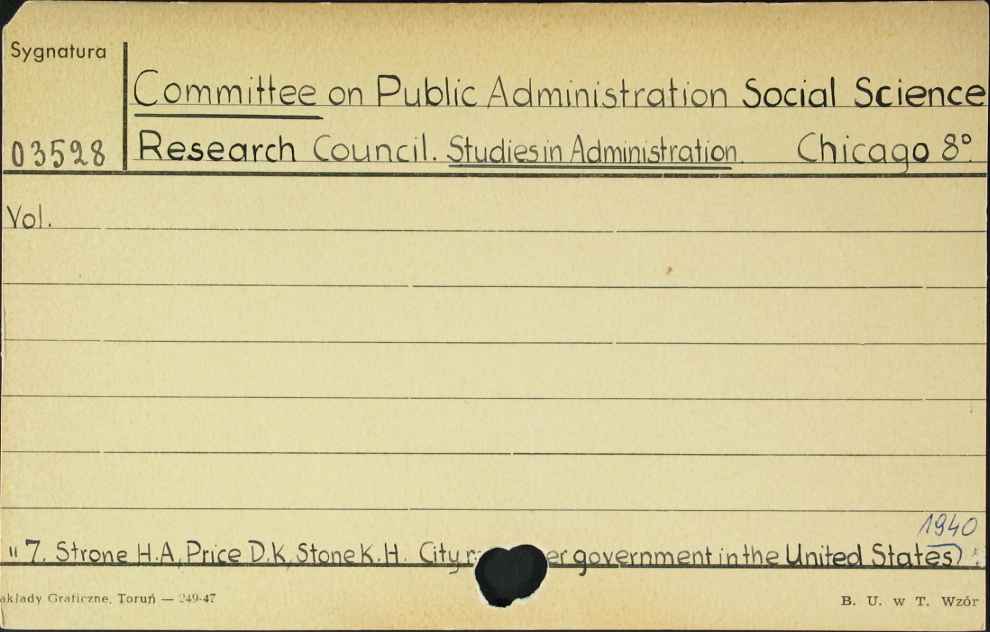 Sygnatura
Committee on Public Administration Social Science
03528 Research Council. Studies in Administration. Chicago 8°.
Vol.
1940
" 7. Strone H.A, Price D.K, Stone K.H. City er government in the United States.
akłady Graficzne, Toruń — 249-47
B. U. w T. Wzór